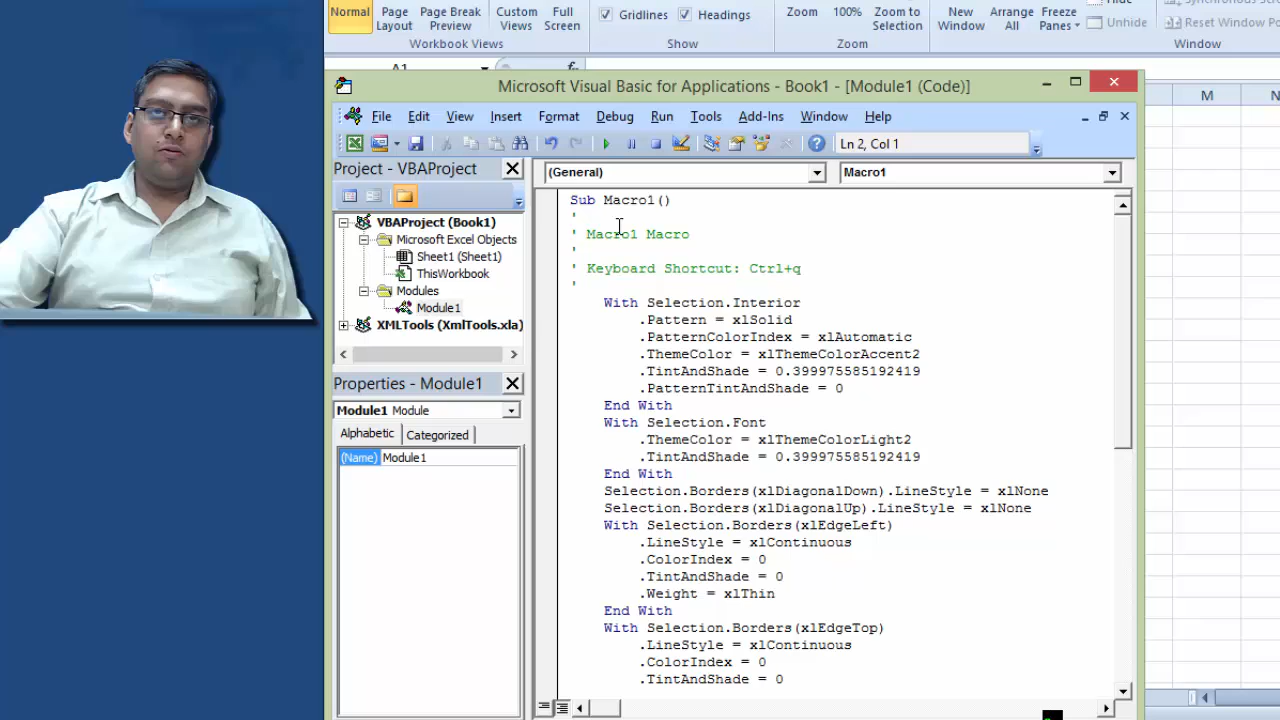 Normal
Page Layout
Page Break Preview
Custom Views
Full Screen
Workbook Views
Gridlines
Headings
Show
Zoom
100%
Zoom to Selection
Zoom
New Window
Arrange All
Freeze Panes
Hide
Unhide
Synchronous
Reset Window
Window
A1
fx
M
N
Microsoft Visual Basic for Applications - Book1 - [Module1 (Code)]
File Edit View Insert Format Debug Run Tools Add-Ins Window Help
Ln 2, Col 1
Project - VBAProject
VBAProject (Book1)
Microsoft Excel Objects
Sheet1 (Sheet1)
ThisWorkbook
Modules
Module1
XMLTools (XmlTools.xla)
Properties - Module1
Module1 Module
Alphabetic Categorized
(Name) Module1
(General) Macro1
Sub Macro1()
'
' Macro1 Macro
'
' Keyboard Shortcut: Ctrl+q
'
With Selection.Interior
.Pattern = xlSolid
.PatternColorIndex = xlAutomatic
.ThemeColor = xlThemeColorAccent2
.TintAndShade = 0.399975585192419
.PatternTintAndShade = 0
End With
With Selection.Font
.ThemeColor = xlThemeColorLight2
.TintAndShade = 0.399975585192419
End With
Selection.Borders(xlDiagonalDown).LineStyle = xlNone
Selection.Borders(xlDiagonalUp).LineStyle = xlNone
With Selection.Borders(xlEdgeLeft)
.LineStyle = xlContinuous
.ColorIndex = 0
.TintAndShade = 0
.Weight = xlThin
End With
With Selection.Borders(xlEdgeTop)
.LineStyle = xlContinuous
.ColorIndex = 0
.TintAndShade = 0